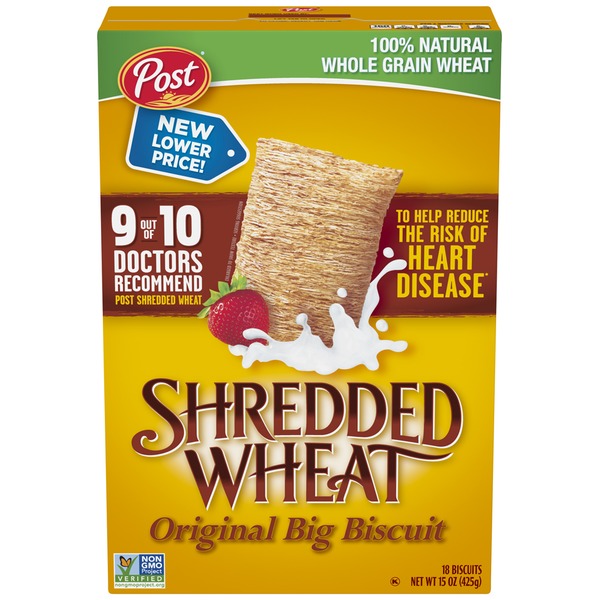 100% NATURAL
WHOLE GRAIN WHEAT
Post
NEW
LOWER
PRICE!
9 OUT OF 10
DOCTORS
RECOMMEND
POST SHREDDED WHEAT
TO HELP REDUCE
THE RISK OF
HEART
DISEASE*
SHREDDED
WHEAT
Original Big Biscuit
NON
GMO
Project
VERIFIED
nongmoproject.org
K
18 BISCUITS
NET WT 15 OZ (425g)